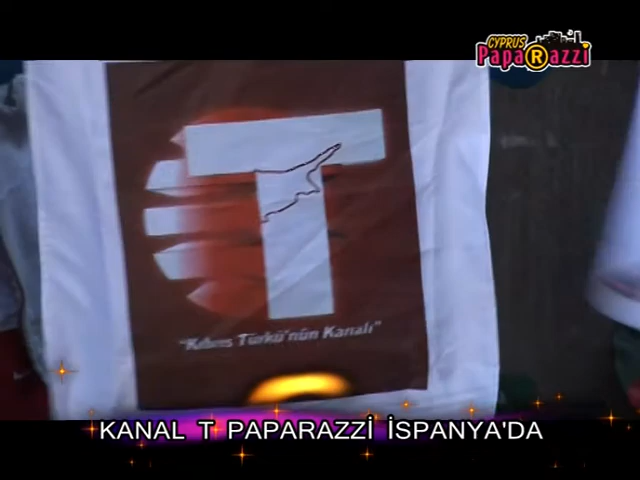 CYPRUS
PapaRazzi
T
"Kıbrıs Türkü'nün Kanalı"
KANAL T PAPARAZZİ İSPANYA'DA